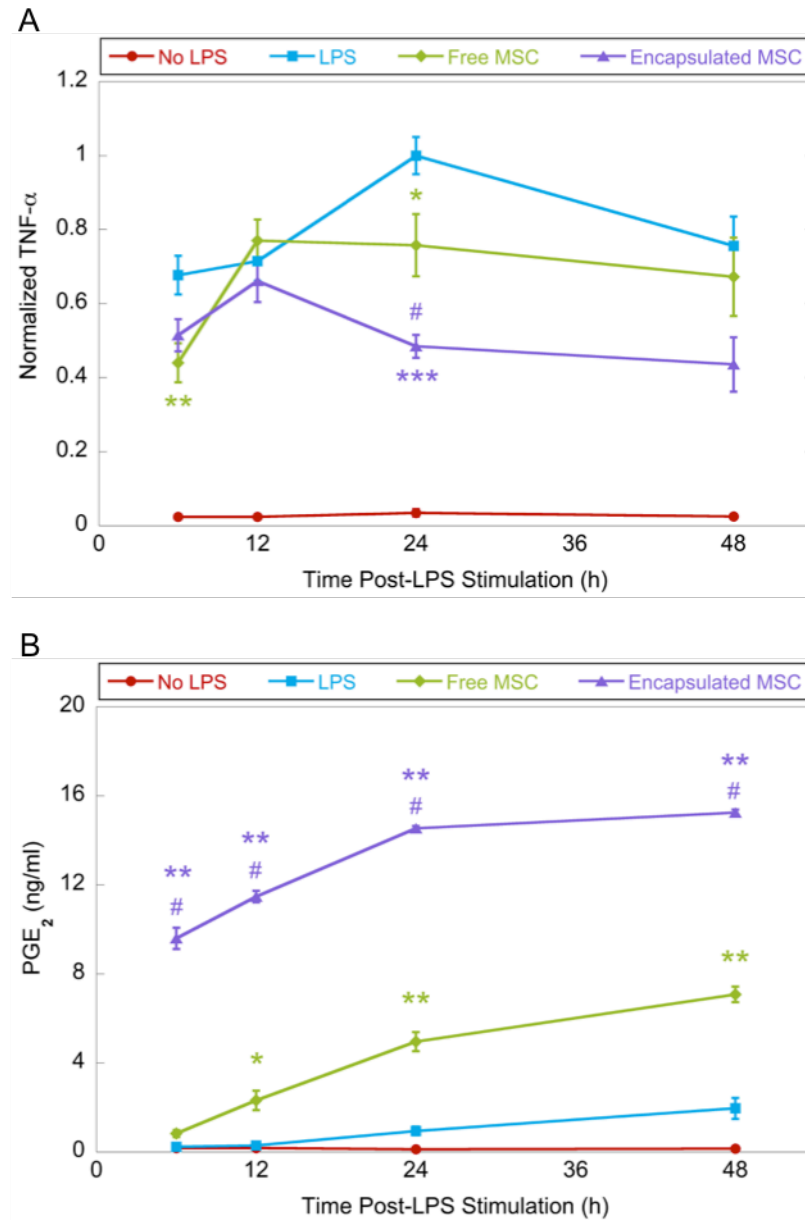 A
No LPS LPS Free MSC Encapsulated MSC
1.2
1
0.8
0.6
0.4
0.2
0
Normalized TNF-α
*
#
***
**
0 12 24 36 48
Time Post-LPS Stimulation (h)
B
No LPS LPS Free MSC Encapsulated MSC
20
16
12
8
4
0
PGE₂ (ng/ml)
** ** ** **
# # # #
* ** **
0 12 24 36 48
Time Post-LPS Stimulation (h)